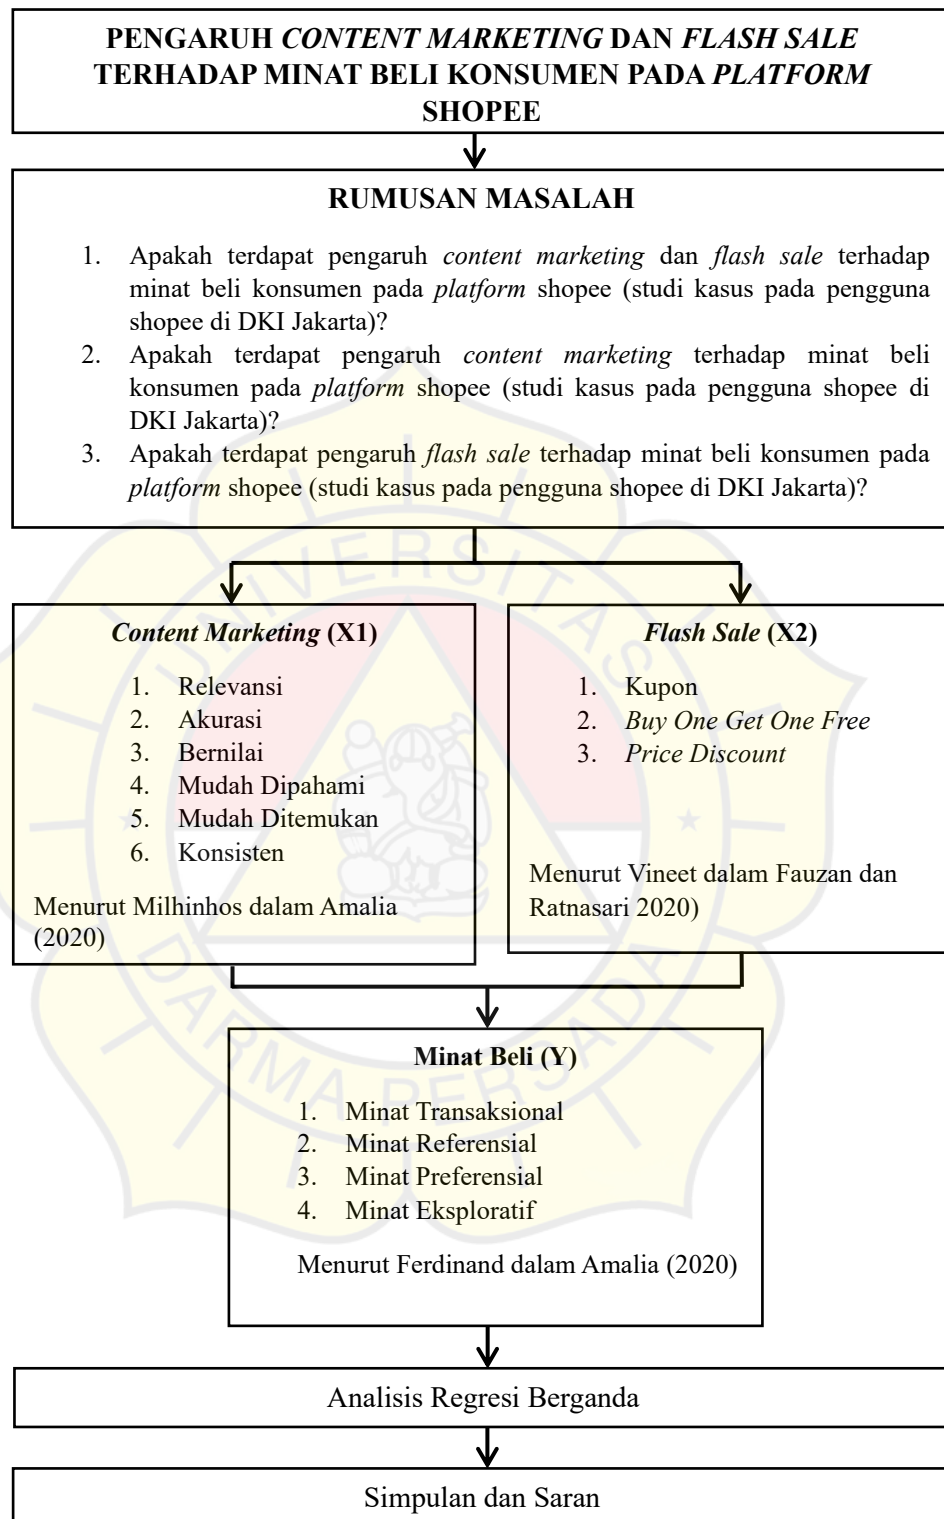 PENGARUH CONTENT MARKETING DAN FLASH SALE
TERHADAP MINAT BELI KONSUMEN PADA PLATFORM
SHOPEE
RUMUSAN MASALAH
1. Apakah terdapat pengaruh content marketing dan flash sale terhadap
minat beli konsumen pada platform shopee (studi kasus pada pengguna
shopee di DKI Jakarta)?
2. Apakah terdapat pengaruh content marketing terhadap minat beli
konsumen pada platform shopee (studi kasus pada pengguna shopee di
DKI Jakarta)?
3. Apakah terdapat pengaruh flash sale terhadap minat beli konsumen pada
platform shopee (studi kasus pada pengguna shopee di DKI Jakarta)?
UNIVERSITAS
Content Marketing (X1)
1. Relevansi
2. Akurasi
3. Bernilai
4. Mudah Dipahami
5. Mudah Ditemukan
6. Konsisten
Menurut Milhinhos dalam Amalia
(2020)
Flash Sale (X2)
1. Kupon
2. Buy One Get One Free
3. Price Discount
Menurut Vineet dalam Fauzan dan
Ratnasari 2020)
DARMA PERSADA
Minat Beli (Y)
1. Minat Transaksional
2. Minat Referensial
3. Minat Preferensial
4. Minat Eksploratif
Menurut Ferdinand dalam Amalia (2020)
Analisis Regresi Berganda
Simpulan dan Saran